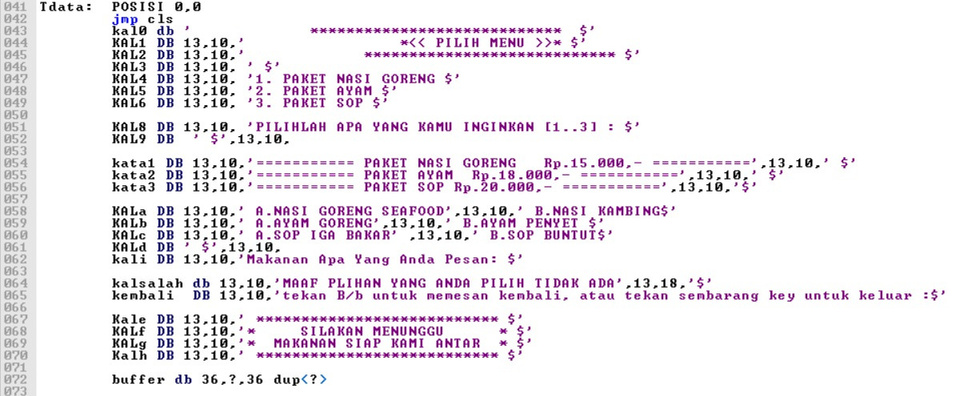 041 Tdata:  POSISI 0,0
042         jmp cls
043         kal0 db '               **************************** $'
044         KAL1 DB 13,10,'                    *<< PILIH MENU >>* $'
045         KAL2 DB 13,10,'               **************************** $'
046         KAL3 DB 13,10, ' $'
047         KAL4 DB 13,10, '1. PAKET NASI GORENG $'
048         KAL5 DB 13,10, '2. PAKET AYAM $'
049         KAL6 DB 13,10, '3. PAKET SOP $'
050
051         KAL8 DB 13,10, 'PILIHLAH APA YANG KAMU INGINKAN [1..3] : $'
052         KAL9 DB  ' $',13,10,
053
054         kata1 DB 13,10,'=========== PAKET NASI GORENG   Rp.15.000,- ===========',13,10,' $'
055         kata2 DB 13,10,'=========== PAKET AYAM  Rp.18.000,- ===========',13,10,' $'
056         kata3 DB 13,10,'=========== PAKET SOP Rp.20.000,- ===========',13,10,'$'
057
058         KALa DB 13,10,' A.NASI GORENG SEAFOOD',13,10,' B.NASI KAMBING$'
059         KALb DB 13,10,' A.AYAM GORENG',13,10,' B.AYAM PENYET $'
060         KALc DB 13,10,' A.SOP IGA BAKAR' ,13,10,' B.SOP BUNTUT$'
061         KALd DB ' $',13,10,
062         kali DB 13,10,'Makanan Apa Yang Anda Pesan: $'
063
064         kalsalah db 13,10,'MAAF PLIHAN YANG ANDA PILIH TIDAK ADA',13,18,'$'
065         kembali  DB 13,10,'tekan B/b untuk memesan kembali, atau tekan sembarang key untuk keluar :$'
066
067         Kale DB 13,10,' *************************** $'
068         KALf DB 13,10,'*     SILAKAN MENUNGGU      * $'
069         KALg DB 13,10,'*  MAKANAN SIAP KAMI ANTAR  * $'
070         Kalh DB 13,10,' *************************** $'
071
072         buffer db 36,?,36 dup(?)
073